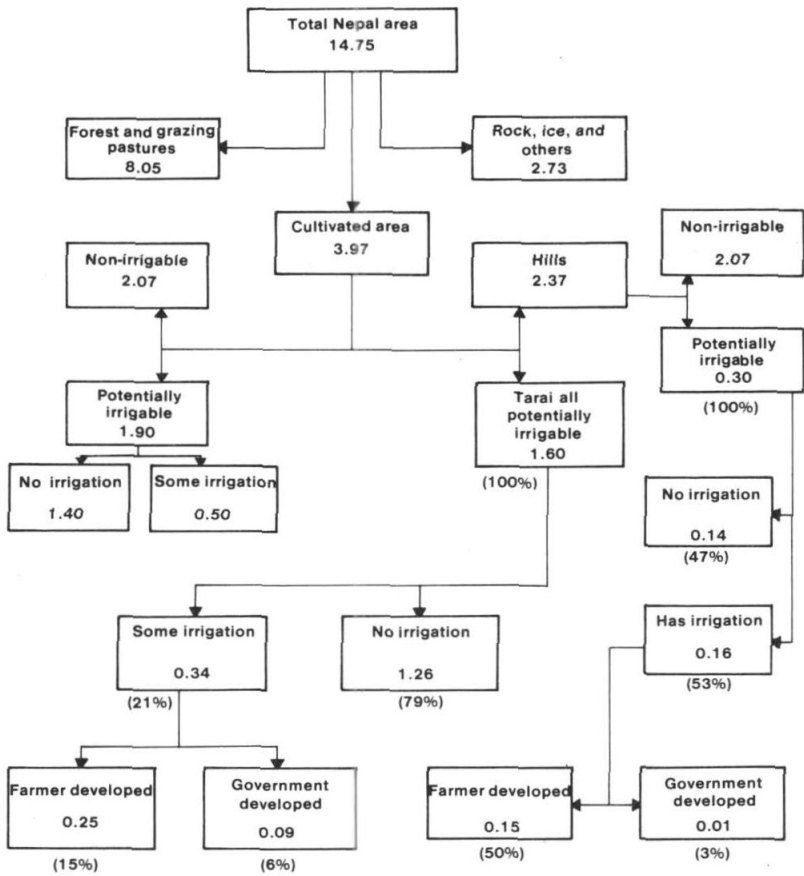 Total Nepal area
14.75
Forest and grazing
pastures
8.05
Rock, ice, and
others
2.73
Cultivated area
3.97
Non-irrigable
2.07
Hills
2.37
Non-irrigable
2.07
Potentially
irrigable
0.30
(100%)
Potentially
irrigable
1.90
Tarai all
potentially
irrigable
1.60
(100%)
No irrigation
1.40
Some irrigation
0.50
No irrigation
0.14
(47%)
Some irrigation
0.34
(21%)
No irrigation
1.26
(79%)
Has irrigation
0.16
(53%)
Farmer developed
0.25
(15%)
Government
developed
0.09
(6%)
Farmer developed
0.15
(50%)
Government
developed
0.01
(3%)